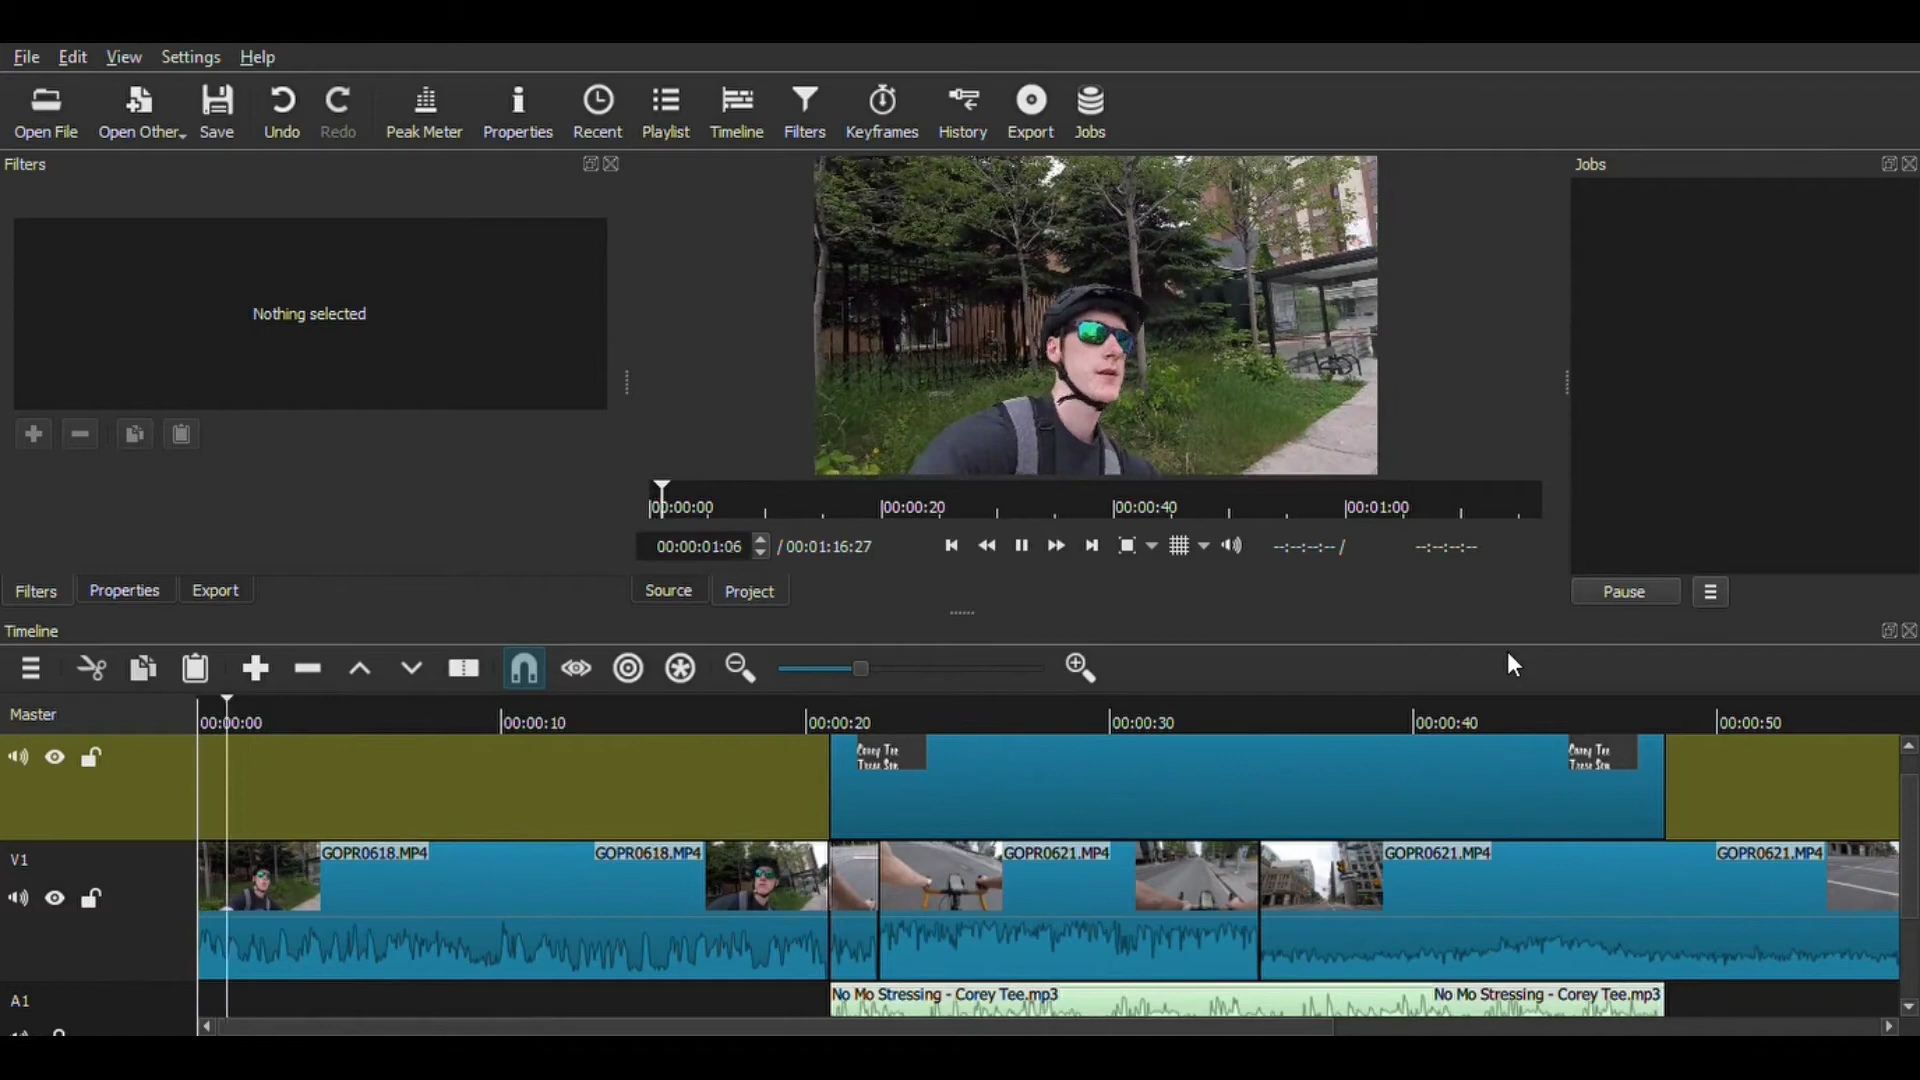 File Edit View Settings Help
Open File Open Other Save Undo Redo Peak Meter Properties Recent Playlist Timeline Filters Keyframes History Export Jobs
Filters
Jobs
Nothing selected
00:00:00 00:00:20 00:00:40 00:01:00
00:00:01:06 / 00:01:16:27 --:--:--:-- / --:--:--:--
Filters Properties Export
Source Project
Pause
Timeline
Master
00:00:00 00:00:10 00:00:20 00:00:30 00:00:40 00:00:50
Corey Tee Corey Tee
V1
GOPR0618.MP4 GOPR0618.MP4 GOPR0621.MP4 GOPR0621.MP4 GOPR0621.MP4
A1
No Mo Stressing - Corey Tee.mp3 No Mo Stressing - Corey Tee.mp3